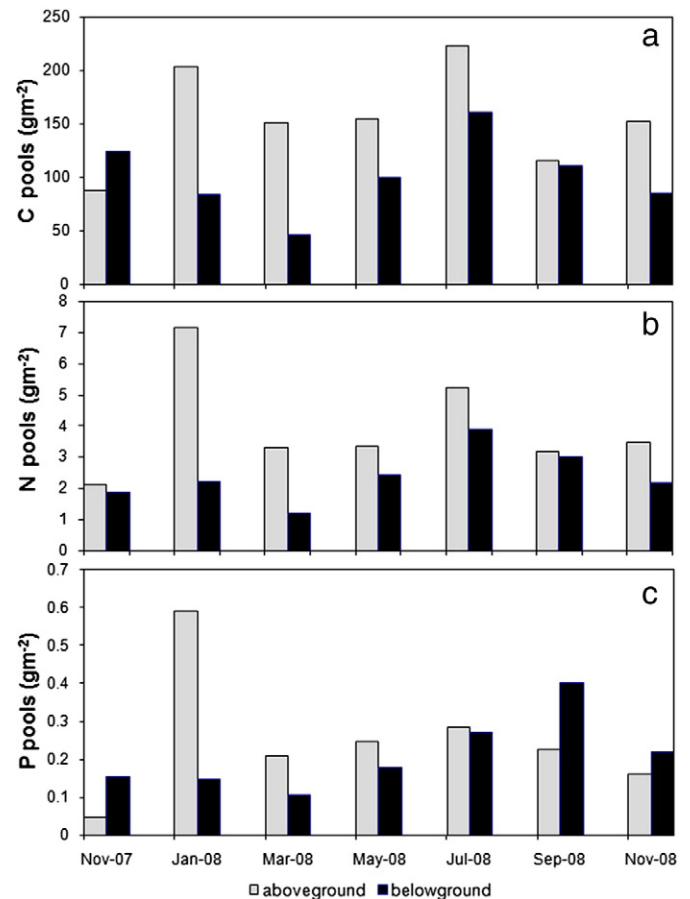 a
250
200
150
100
50
0
C pools (gm-2)
b
8
7
6
5
4
3
2
1
0
N pools (gm-2)
c
0.7
0.6
0.5
0.4
0.3
0.2
0.1
0
P pools (gm-2)
Nov-07 Jan-08 Mar-08 May-08 Jul-08 Sep-08 Nov-08
aboveground belowground